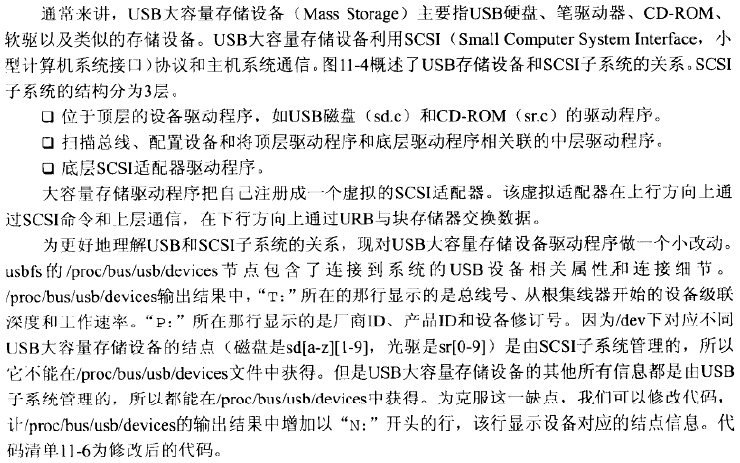 通常来讲，USB大容量存储设备（Mass Storage）主要指USB硬盘、笔驱动器、CD-ROM、
软驱以及类似的存储设备。USB大容量存储设备利用SCSI（Small Computer System Interface，小
型计算机系统接口）协议和主机系统通信。图11-4概述了USB存储设备和SCSI子系统的关系。SCSI
子系统的结构分为3层。
❑ 位于顶层的设备驱动程序，如USB磁盘（sd.c）和CD-ROM（sr.c）的驱动程序。
❑ 扫描总线、配置设备和将顶层驱动程序和底层驱动程序相关联的中层驱动程序。
❑ 底层SCSI适配器驱动程序。
大容量存储驱动程序把自己注册成一个虚拟的SCSI适配器。该虚拟适配器在上行方向上通
过SCSI命令和上层通信，在下行方向上通过URB与块存储器交换数据。
为更好地理解USB和SCSI子系统的关系，现对USB大容量存储设备驱动程序做一个小改动。
usbfs的/proc/bus/usb/devices节点包含了连接到系统的USB设备相关属性和连接细节。
/proc/bus/usb/devices输出结果中，“T:”所在的那行显示的是总线号、从根集线器开始的设备级联
深度和工作速率。“P:”所在那行显示的是厂商ID、产品ID和设备修订号。因为/dev下对应不同
USB大容量存储设备的结点（磁盘是sd[a-z][1-9]，光驱是sr[0-9]）是由SCSI子系统管理的，所以
它不能在/proc/bus/usb/devices文件中获得。但是USB大容量存储设备的其他所有信息都是由USB
子系统管理的，所以都能在/proc/bus/usb/devices中获得。为克服这一缺点，我们可以修改代码，
让/proc/bus/usb/devices的输出结果中增加以“N:”开头的行，该行显示设备对应的结点信息。代
码清单11-6为修改后的代码。